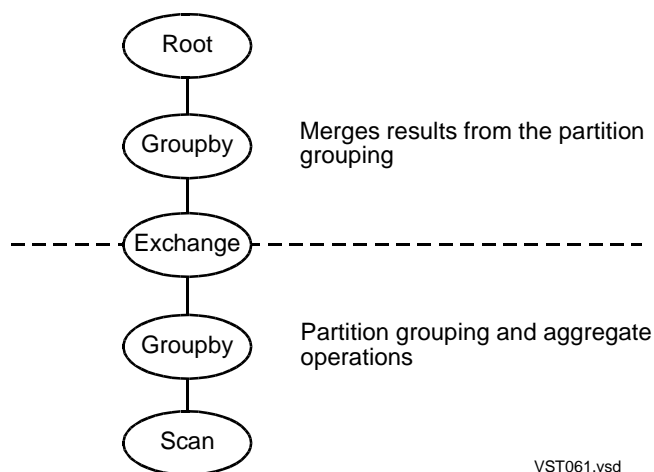 Root
Groupby
Merges results from the partition
grouping
Exchange
Groupby
Partition grouping and aggregate
operations
Scan
VST061.vsd